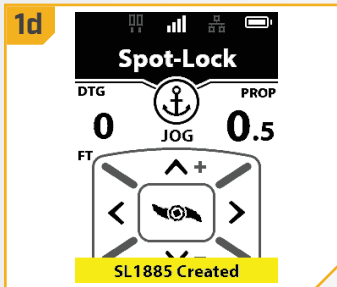 1d
Spot-Lock
DTG
PROP
0
JOG
0.5
FT
+
−
SL1885 Created